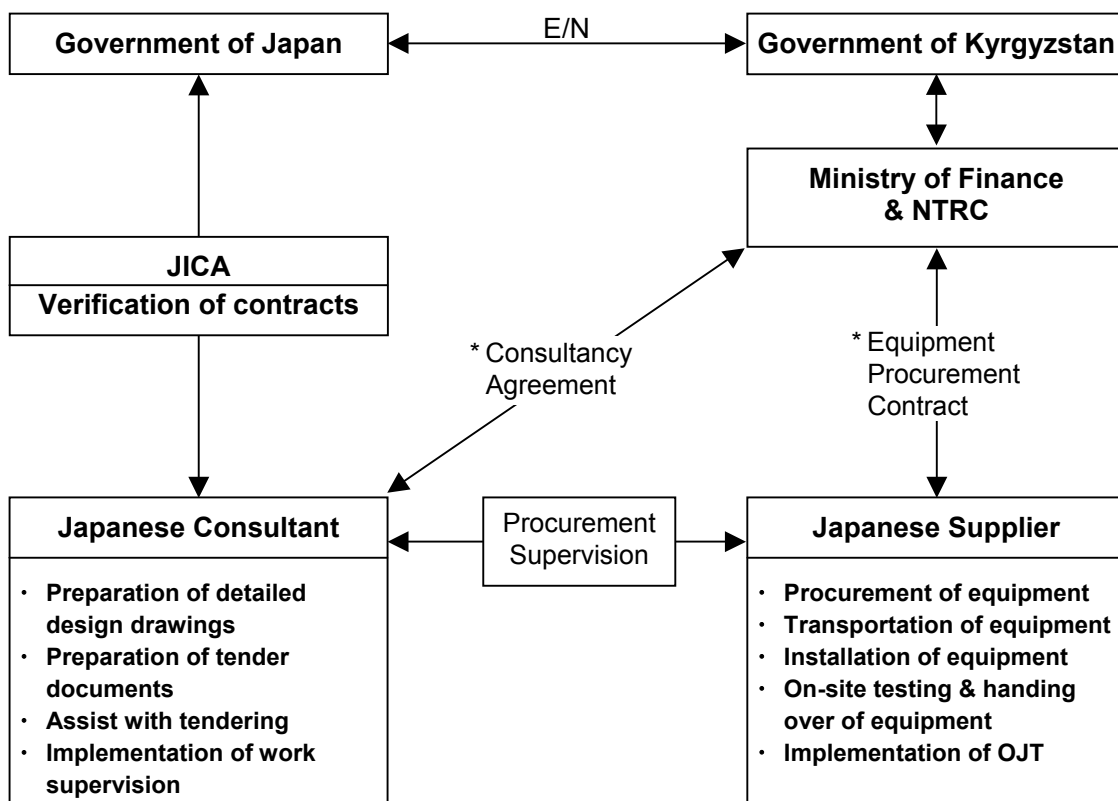 Government of Japan
E/N
Government of Kyrgyzstan
Ministry of Finance
& NTRC
JICA
Verification of contracts
* Consultancy
Agreement
* Equipment
Procurement
Contract
Japanese Consultant
・ Preparation of detailed
design drawings
・ Preparation of tender
documents
・ Assist with tendering
・ Implementation of work
supervision
Procurement
Supervision
Japanese Supplier
・ Procurement of equipment
・ Transportation of equipment
・ Installation of equipment
・ On-site testing & handing
over of equipment
・ Implementation of OJT